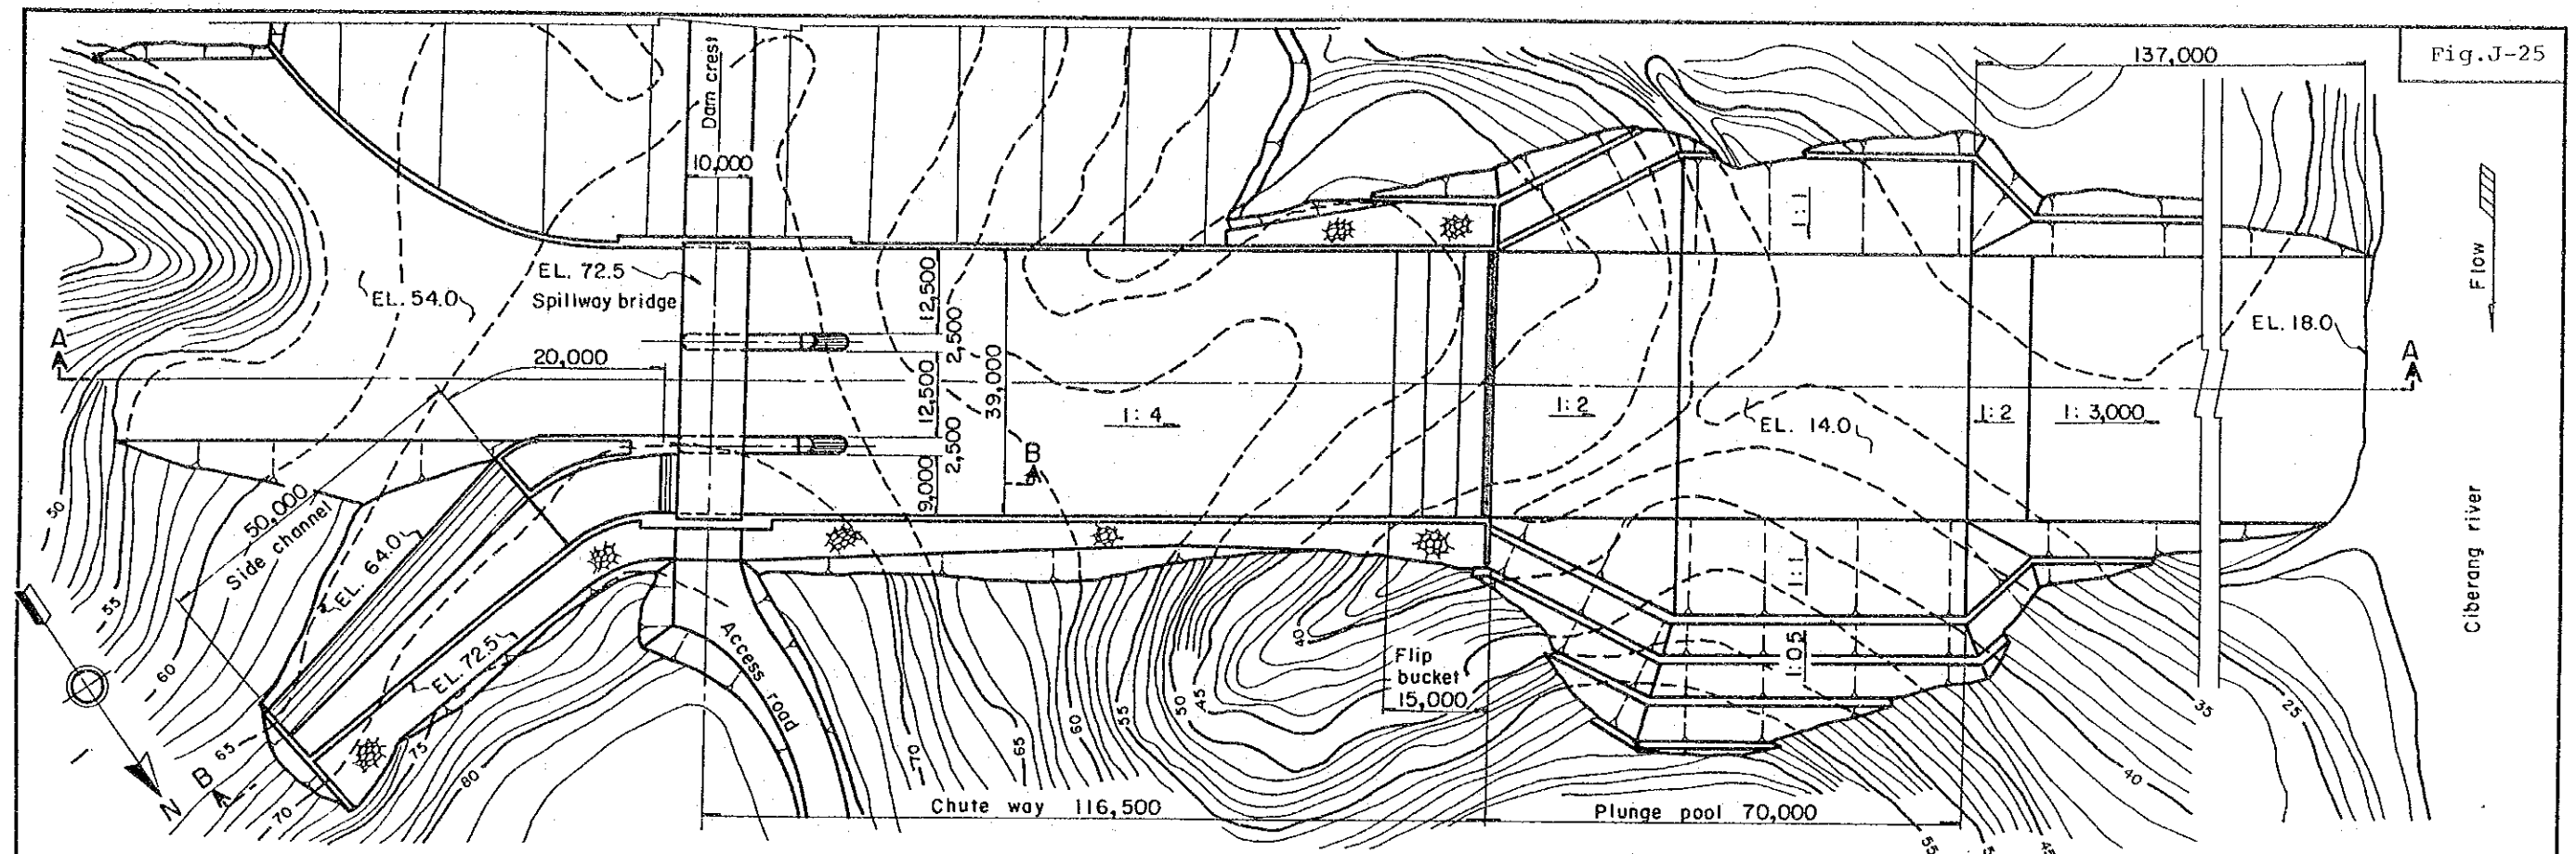 Fig.J-25
137,000
Dam crest
10,000
Flow
EL. 72.5
Spillway bridge
EL. 54.0
12,500
2,500
12,500
2,500
9,000
39,000
1:1
EL. 18.0
A
A
20,000
1:4
1:2
EL. 14.0
1:2
1:3,000
B
50,000
Side channel
EL. 64.0
EL. 72.5
Access road
1:1
1:0.5
Flip
bucket
15,000
Ciberang river
50
55
60
65
70
75
80
70
65
60
55
50
45
40
35
25
40
55
45
B
N
Chute way 116,500
Plunge pool 70,000